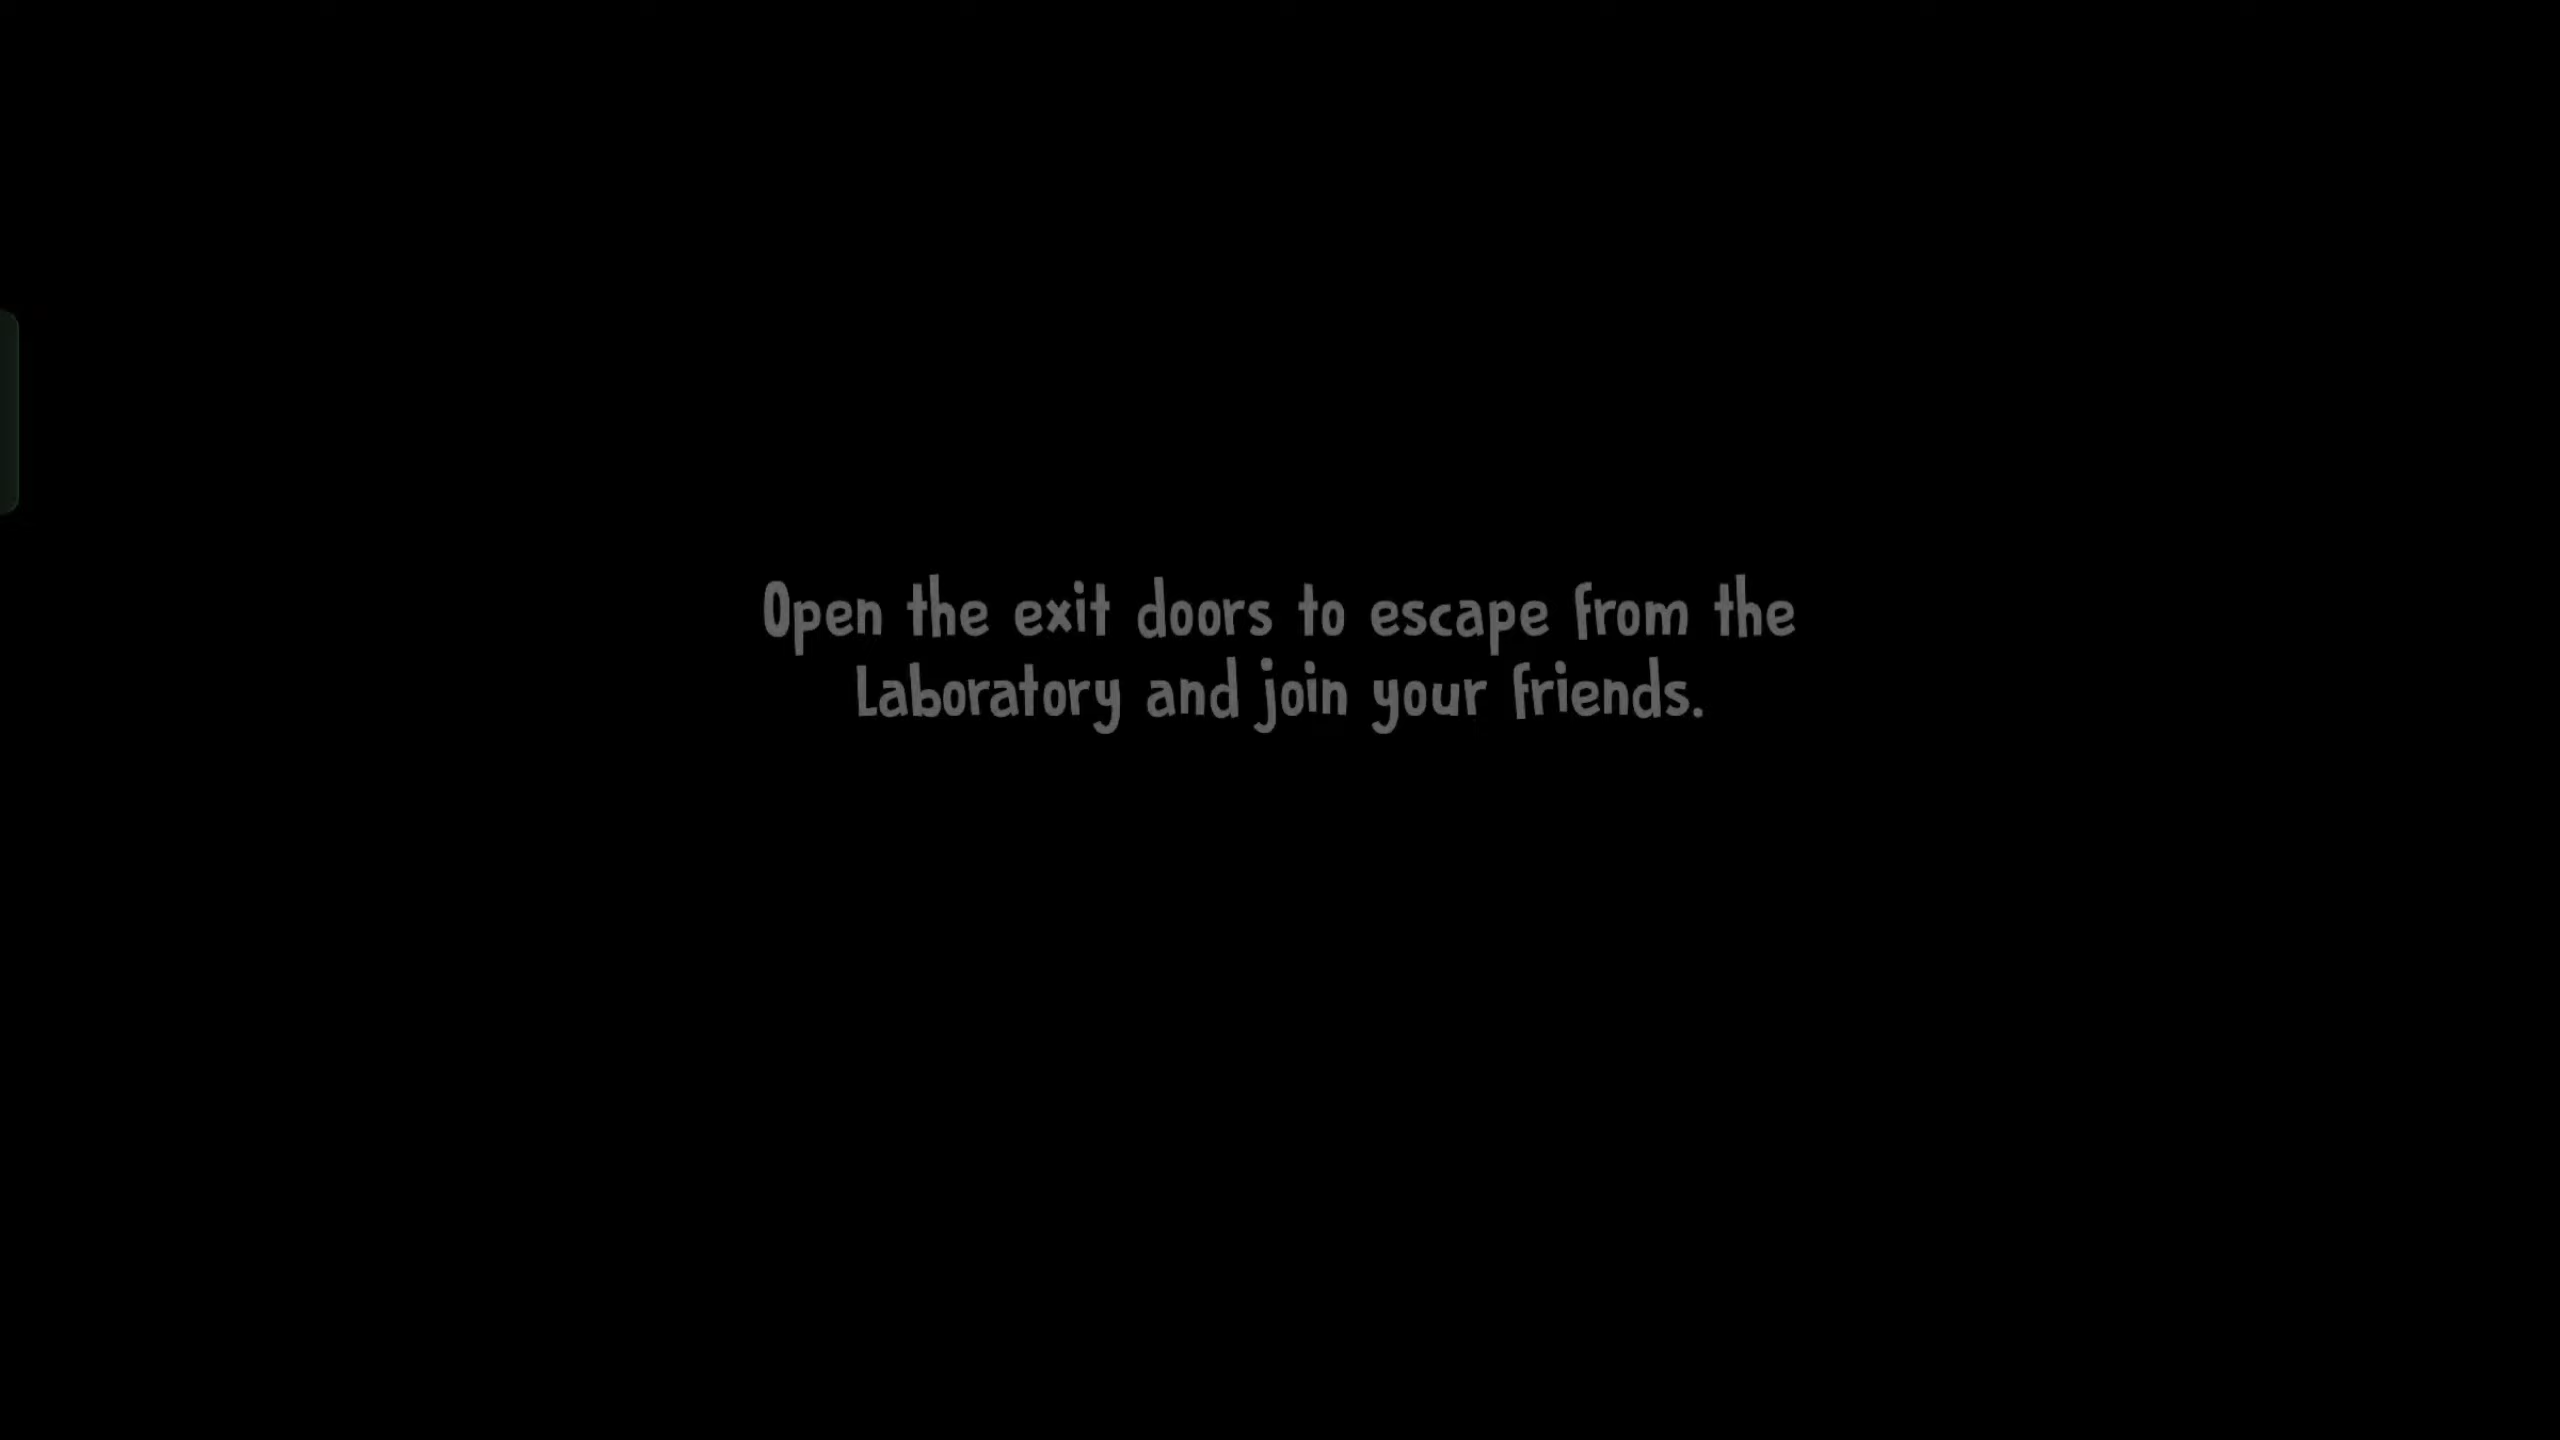 Open the exit doors to escape from the
Laboratory and join your friends.